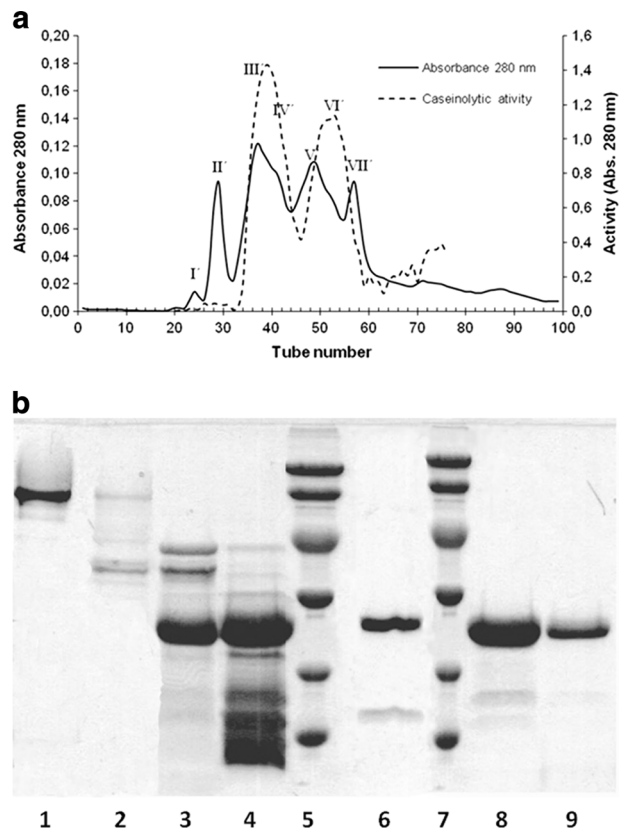 a
0,20
0,18
0,16
0,14
0,12
0,10
0,08
0,06
0,04
0,02
0,00
Absorbance 280 nm
I´
II´
III´
IV´
V´
VI´
VII´
Absorbance 280 nm
Caseinolytic ativity
1,6
1,4
1,2
1,0
0,8
0,6
0,4
0,2
0,0
Activity (Abs. 280 nm)
0 10 20 30 40 50 60 70 80 90 100
Tube number
b
1 2 3 4 5 6 7 8 9